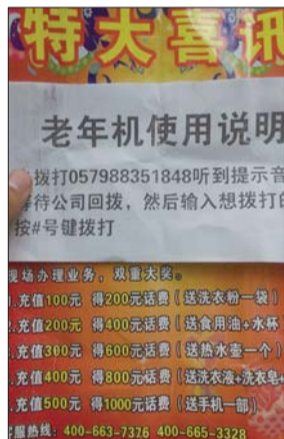 特大喜讯
老年机使用说明
拨打057988351848听到提示音
等待公司回拨，然后输入想拨打的
按#号键拨打
现场办理业务，双重大奖。
1.充值100元 得200元话费（送洗衣粉一袋）
2.充值200元 得400元话费（送食用油+水杯）
3.充值300元 得600元话费（送热水壶一个）
.充值400元 得800元话费（送洗衣液+洗衣皂+
.充值500元 得1000元话费（送手机一部）
客服热线：400-663-7376 400-665-3328